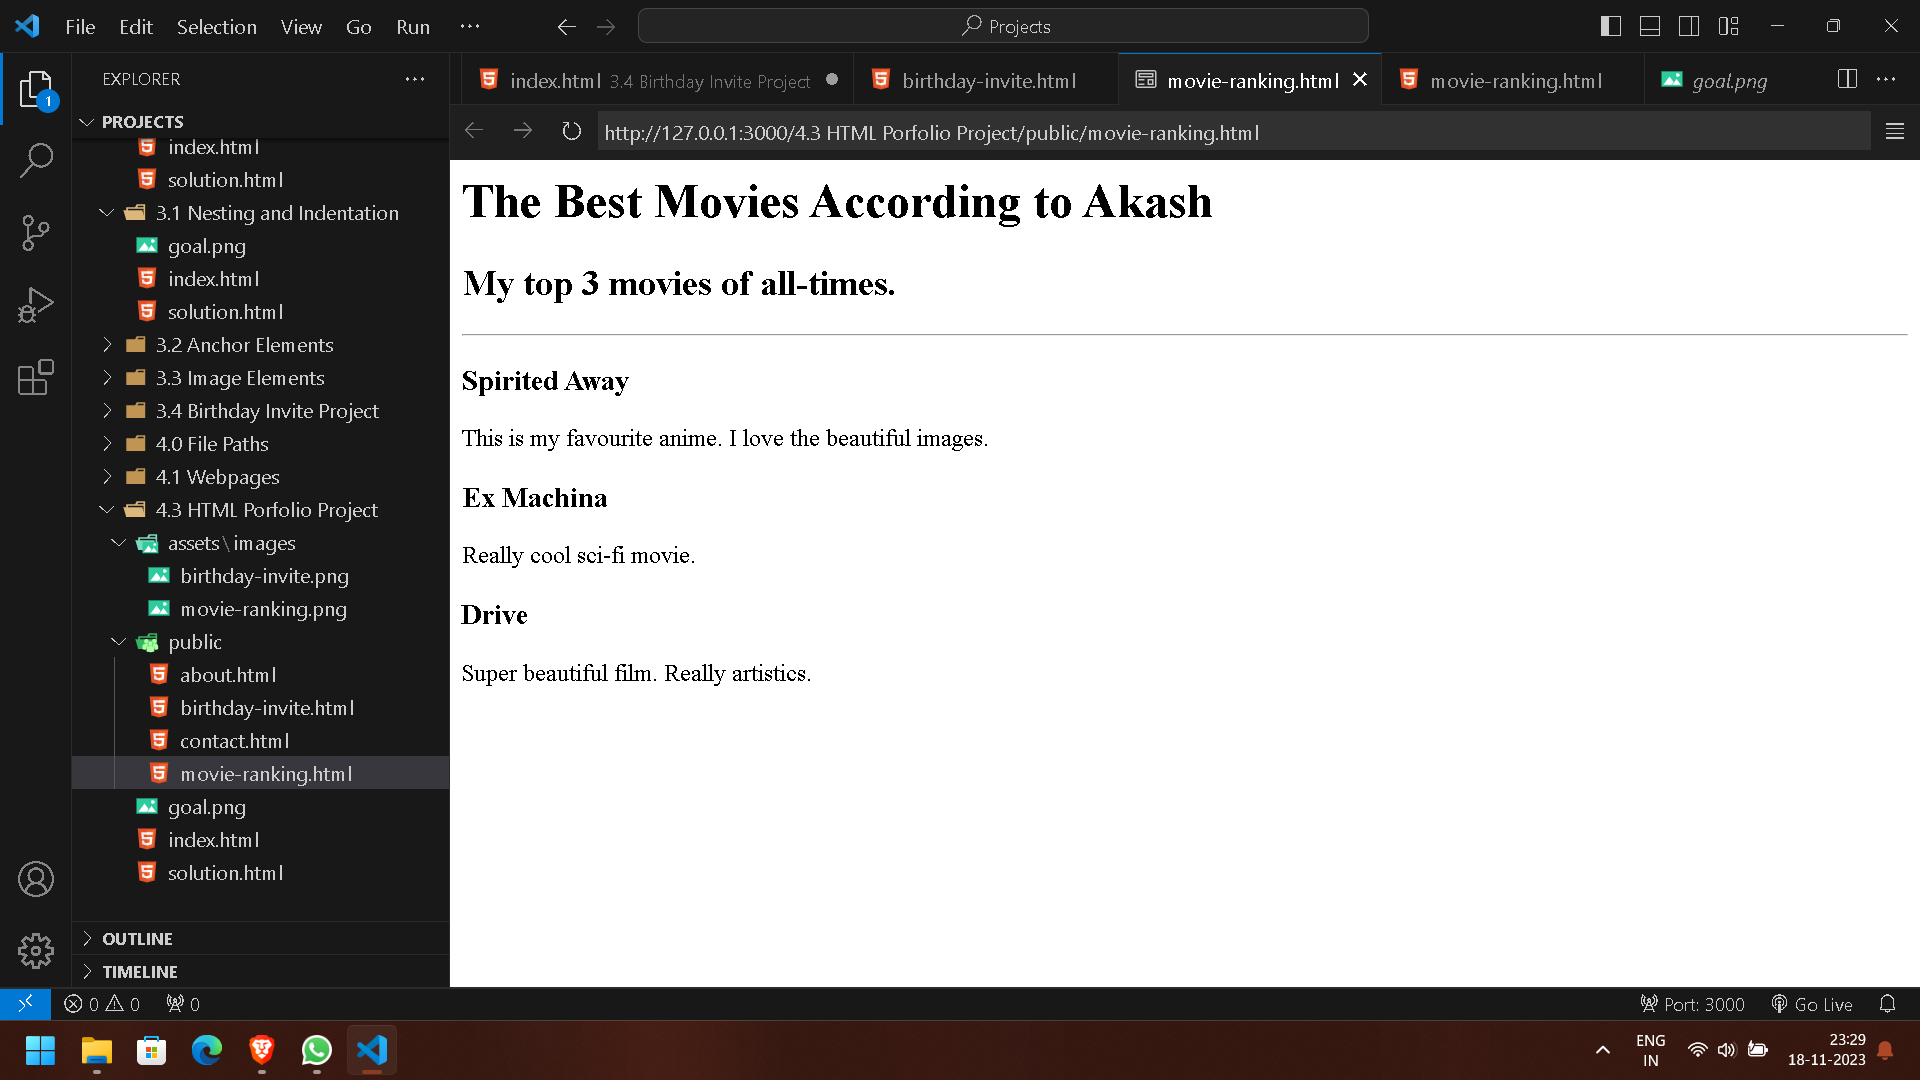 File Edit Selection View Go Run ··· Projects
EXPLORER ···
index.html 3.4 Birthday Invite Project birthday-invite.html movie-ranking.html movie-ranking.html goal.png ···
1
PROJECTS
http://127.0.0.1:3000/4.3 HTML Porfolio Project/public/movie-ranking.html
index.html
solution.html
3.1 Nesting and Indentation
goal.png
index.html
solution.html
3.2 Anchor Elements
3.3 Image Elements
3.4 Birthday Invite Project
4.0 File Paths
4.1 Webpages
4.3 HTML Porfolio Project
assets\images
birthday-invite.png
movie-ranking.png
public
about.html
birthday-invite.html
contact.html
movie-ranking.html
goal.png
index.html
solution.html
OUTLINE
TIMELINE
The Best Movies According to Akash
My top 3 movies of all-times.
Spirited Away
This is my favourite anime. I love the beautiful images.
Ex Machina
Really cool sci-fi movie.
Drive
Super beautiful film. Really artistics.
0 0 0 Port: 3000 Go Live
ENG
IN
23:29
18-11-2023